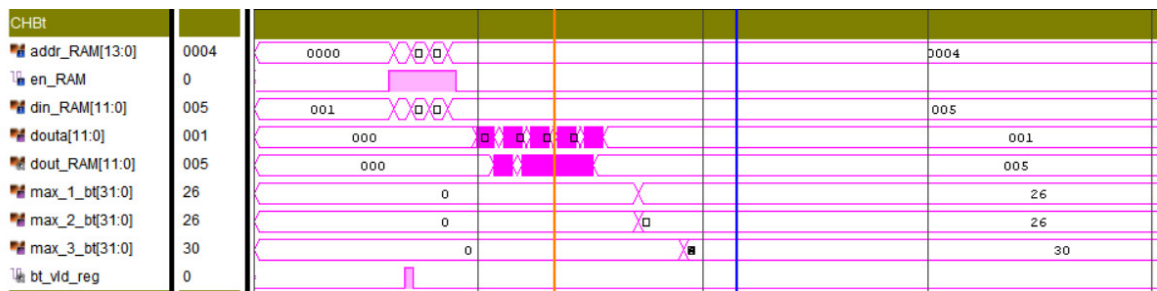 CHBt
addr_RAM[13:0] 0004 0000 0004
en_RAM 0
din_RAM[11:0] 005 001 005
douta[11:0] 001 000 001
dout_RAM[11:0] 005 000 005
max_1_bt[31:0] 26 0 26
max_2_bt[31:0] 26 0 26
max_3_bt[31:0] 30 0 30
bt_vld_reg 0